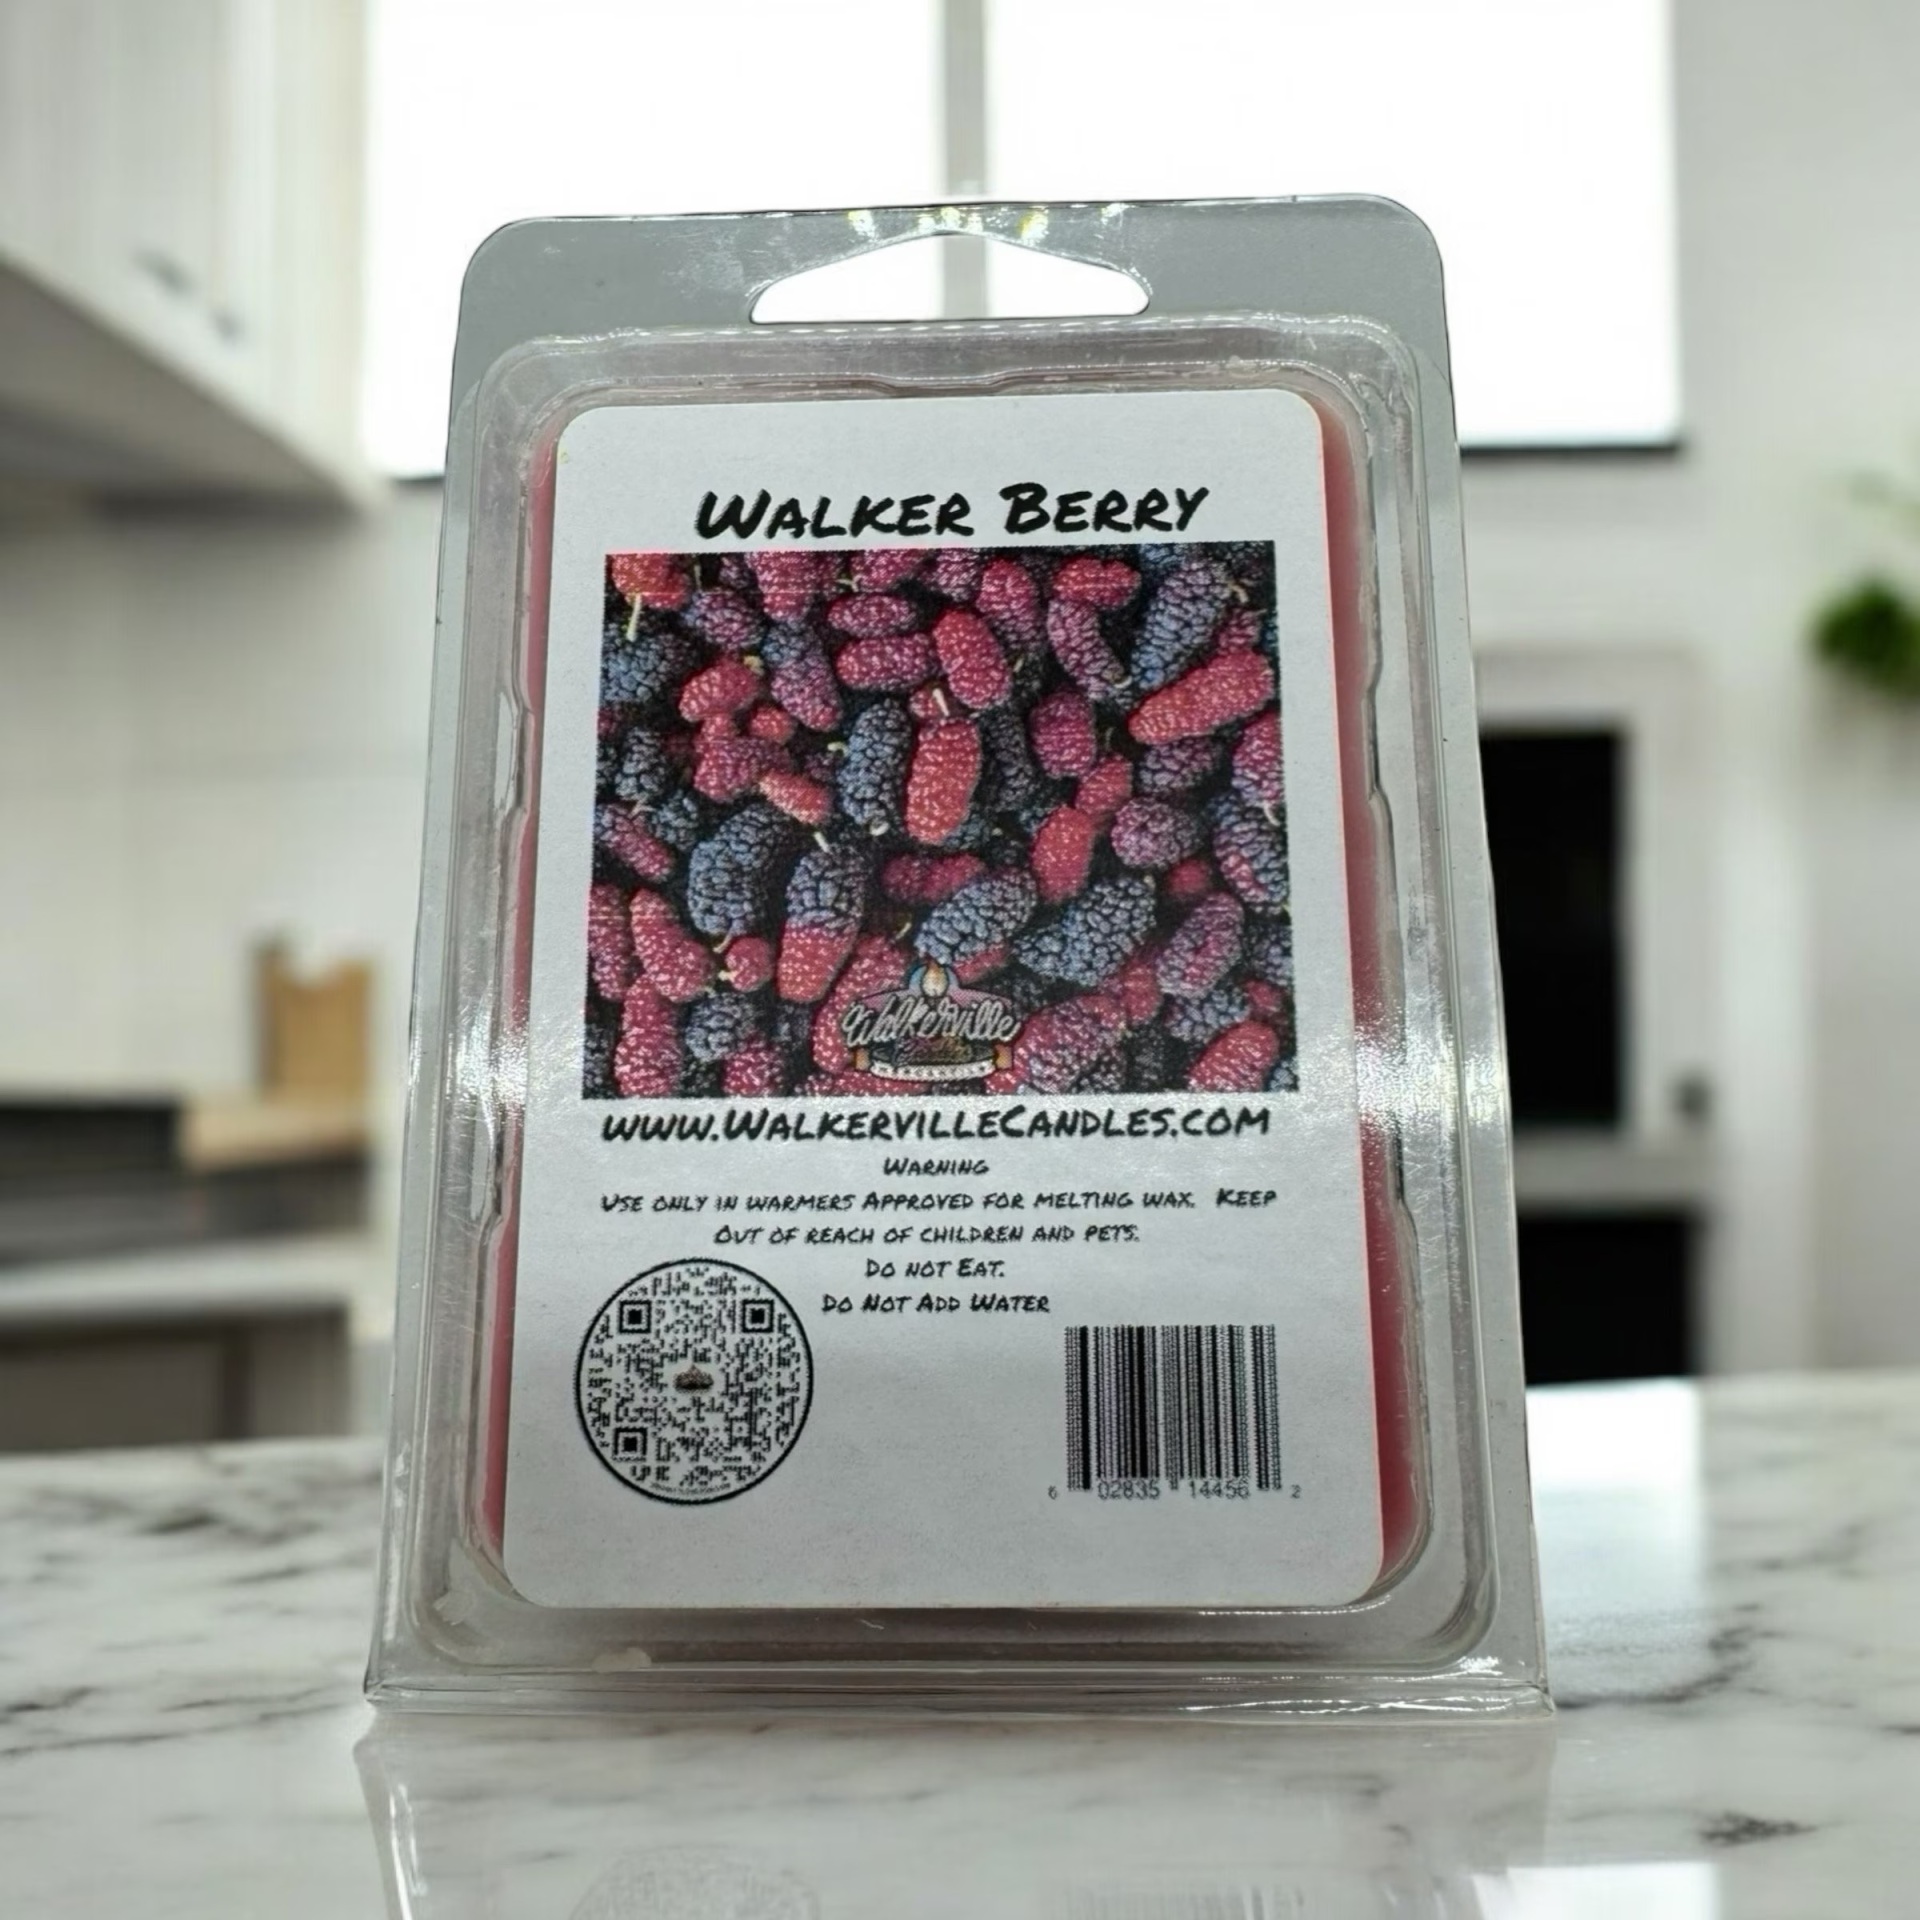 Walker Berry
Walkerville
www.WalkervilleCandles.com
Warning
Use only in warmers Approved for melting wax. Keep
Out of reach of children and pets.
Do not Eat.
Do Not Add Water
6 02835 14456 2